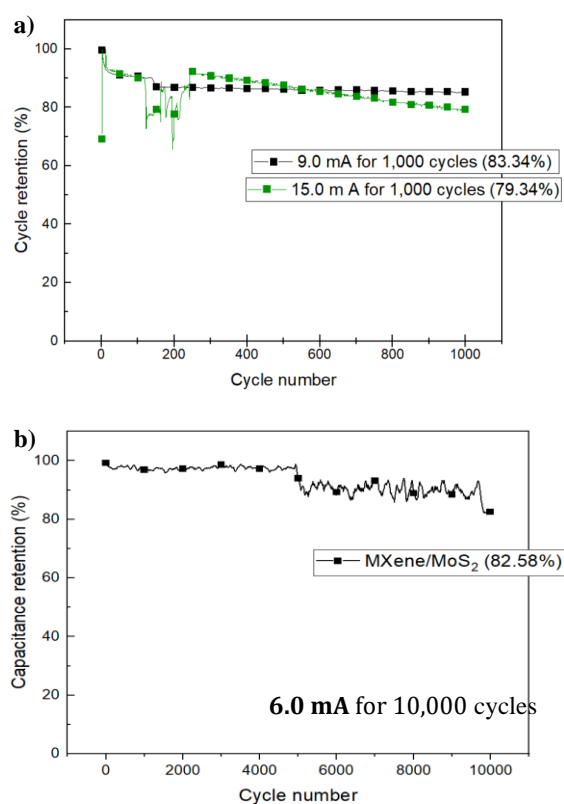 a)
100
80
60
40
20
0
Cycle retention (%)
9.0 mA for 1,000 cycles (83.34%)
15.0 m A for 1,000 cycles (79.34%)
0 200 400 600 800 1000
Cycle number
b)
100
80
60
40
20
0
Capacitance retention (%)
MXene/MoS₂ (82.58%)
6.0 mA for 10,000 cycles
0 2000 4000 6000 8000 10000
Cycle number